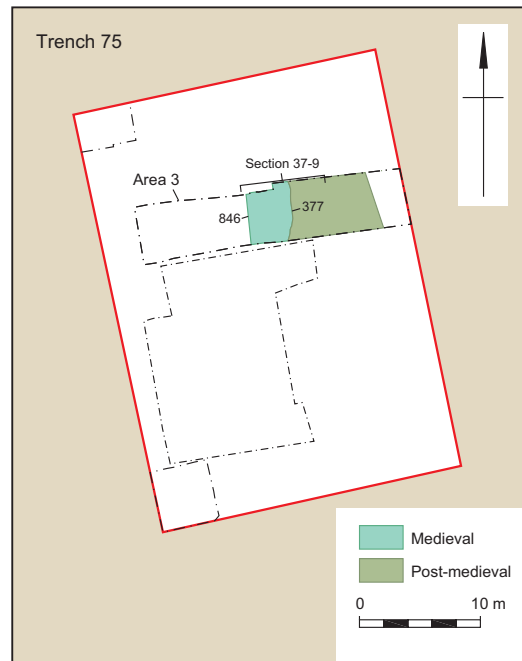 Trench 75
Section 37-9
Area 3
846
377
Medieval
Post-medieval
0 10 m